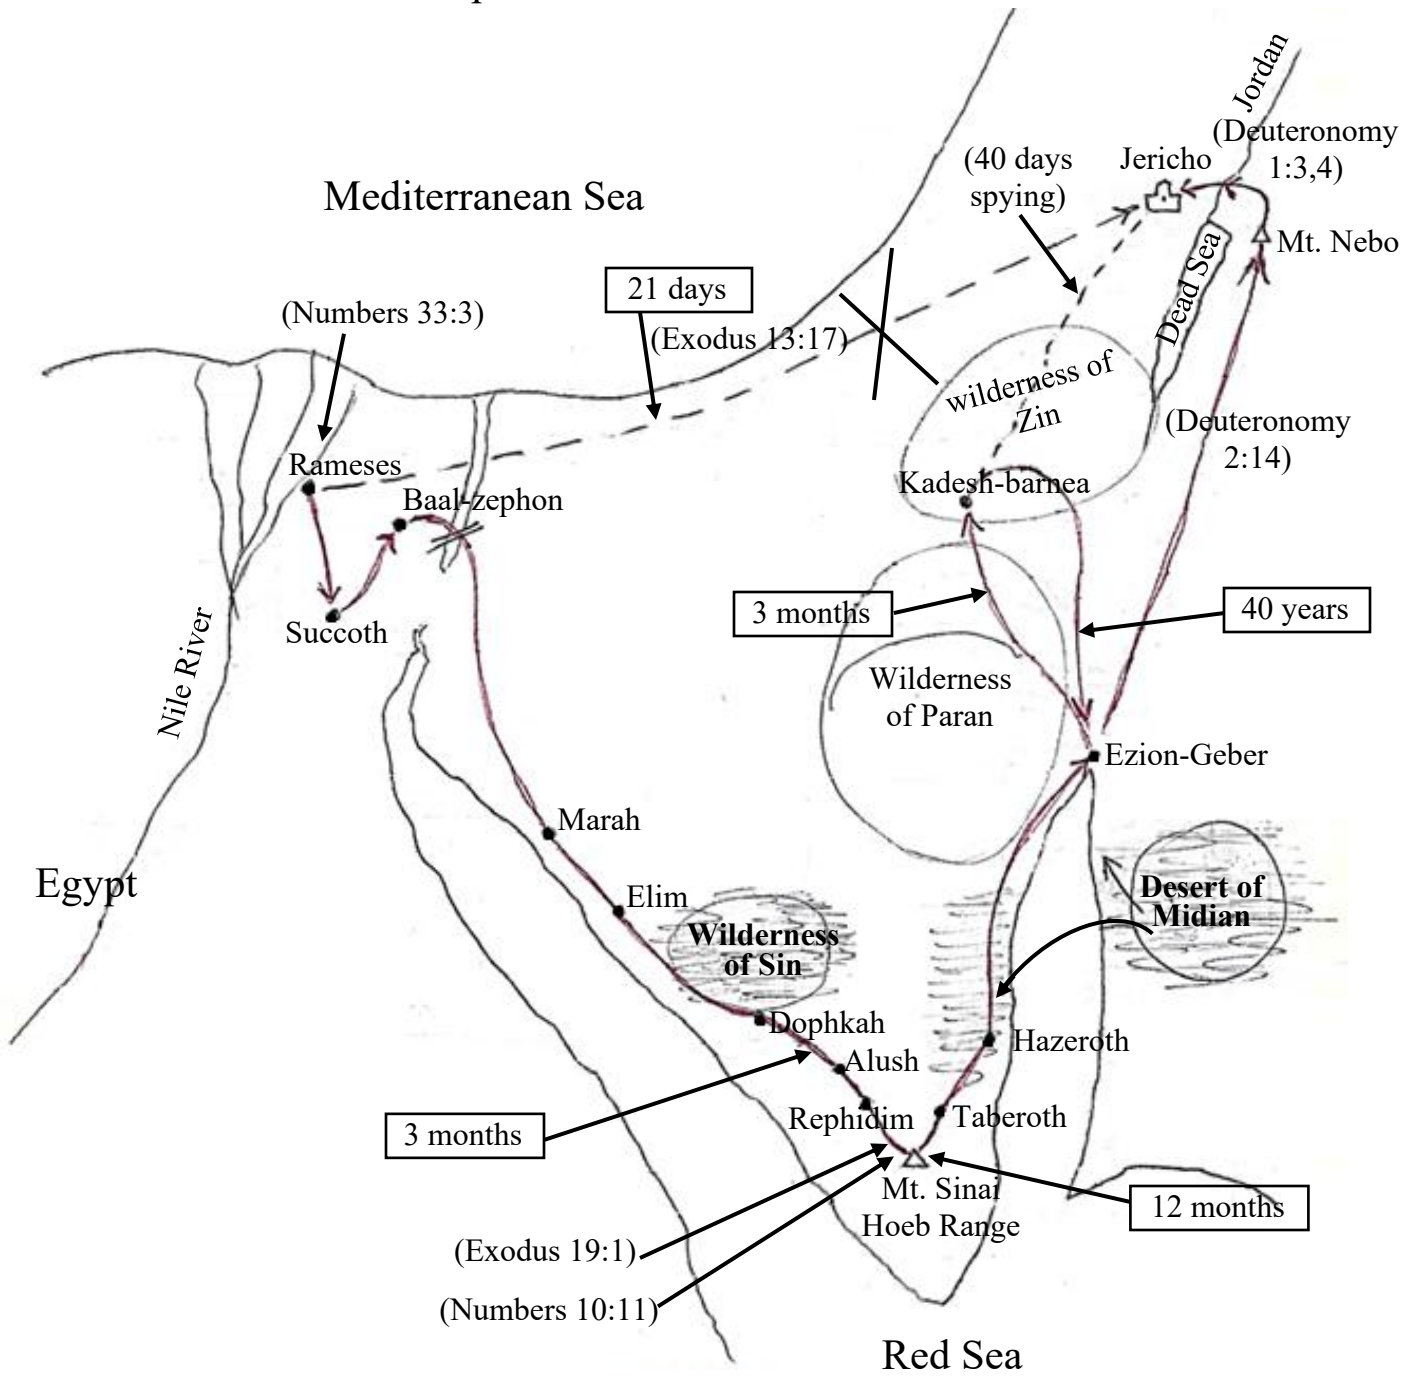 Jordan
(Deuteronomy
1:3,4)
(40 days
spying)
Jericho
Mediterranean Sea
Mt. Nebo
Dead Sea
21 days
(Numbers 33:3)
(Exodus 13:17)
wilderness of
Zin
(Deuteronomy
2:14)
Rameses
Baal-zephon
Kadesh-barnea
3 months
40 years
Succoth
Nile River
Wilderness
of Paran
Ezion-Geber
Marah
Egypt
Elim
Desert of
Midian
Wilderness
of Sin
Dophkah
Hazeroth
Alush
Rephidim
Taberoth
3 months
Mt. Sinai
Hoeb Range
12 months
(Exodus 19:1)
(Numbers 10:11)
Red Sea